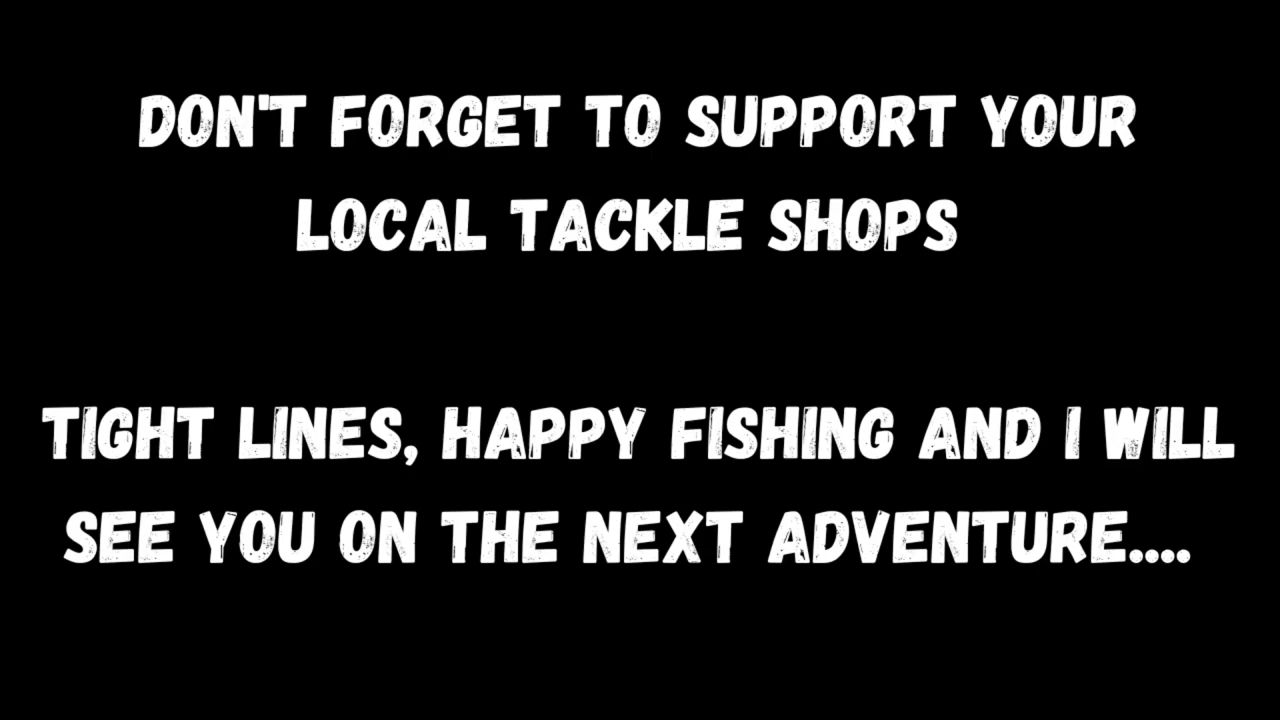 DON'T FORGET TO SUPPORT YOUR
LOCAL TACKLE SHOPS
TIGHT LINES, HAPPY FISHING AND I WILL
SEE YOU ON THE NEXT ADVENTURE....